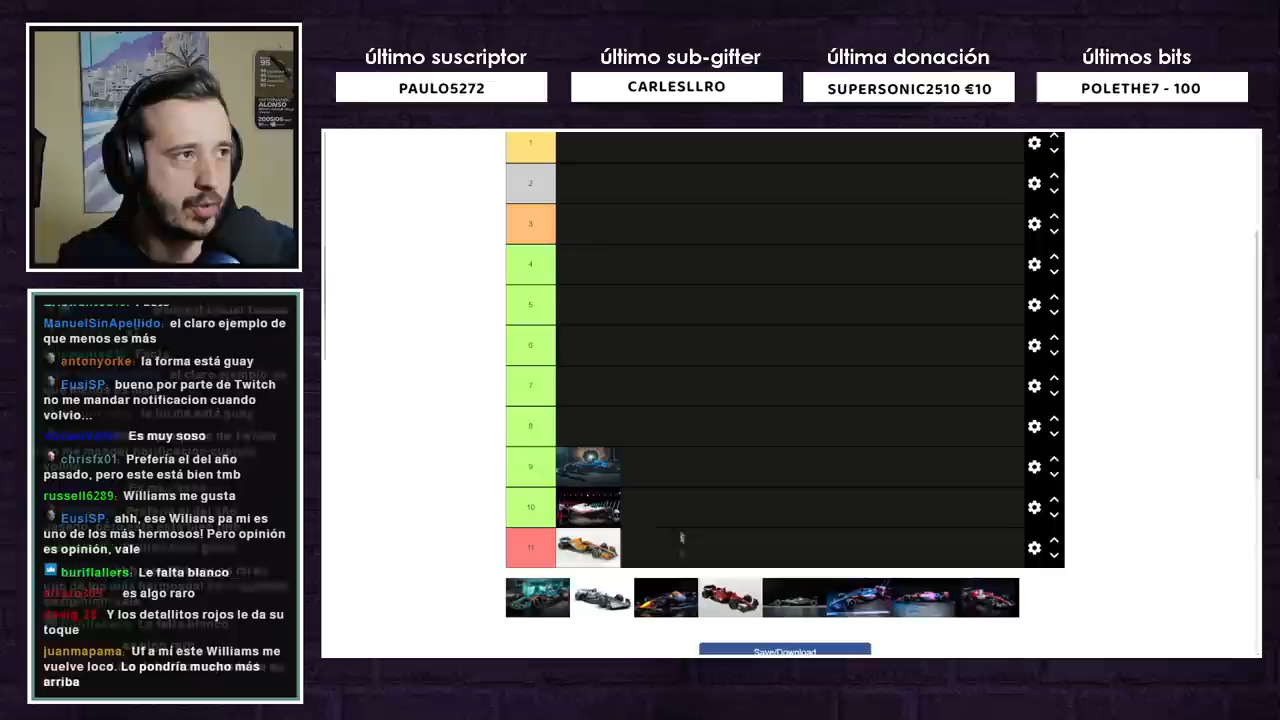 último suscriptor
PAULO5272
último sub-gifter
CARLESLLRO
última donación
SUPERSONIC2510 €10
últimos bits
POLETHE7 - 100
95
ALONSO
2005/06
ManuelSinApellido: el claro ejemplo de
que menos es más
antonyorke: la forma está guay
EusiSP: bueno por parte de Twitch
no me mandar notificacion cuando
volvio...
Es muy soso
chrisfx01: Prefería el del año
pasado, pero este está bien tmb
russell6289: Williams me gusta
EusiSP: ahh, ese Wilians pa mi es
uno de los más hermosos! Pero opinión
es opinión, vale
buriflallers: Le falta blanco
es algo raro
Y los detallitos rojos le da su
toque
juanmapama: Uf a mí este Williams me
vuelve loco. Lo pondría mucho más
arriba
1
2
3
4
5
6
7
8
9
10
11
Save/Download